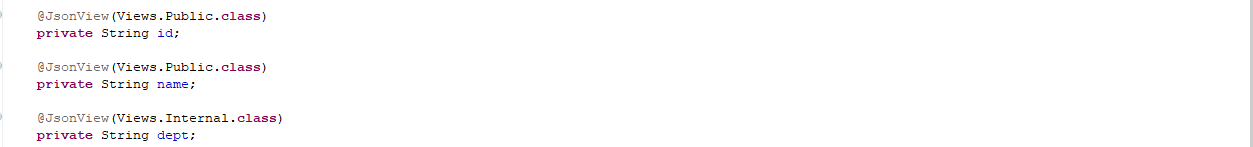 @JsonView(Views.Public.class)
private String id;
@JsonView(Views.Public.class)
private String name;
@JsonView(Views.Internal.class)
private String dept;